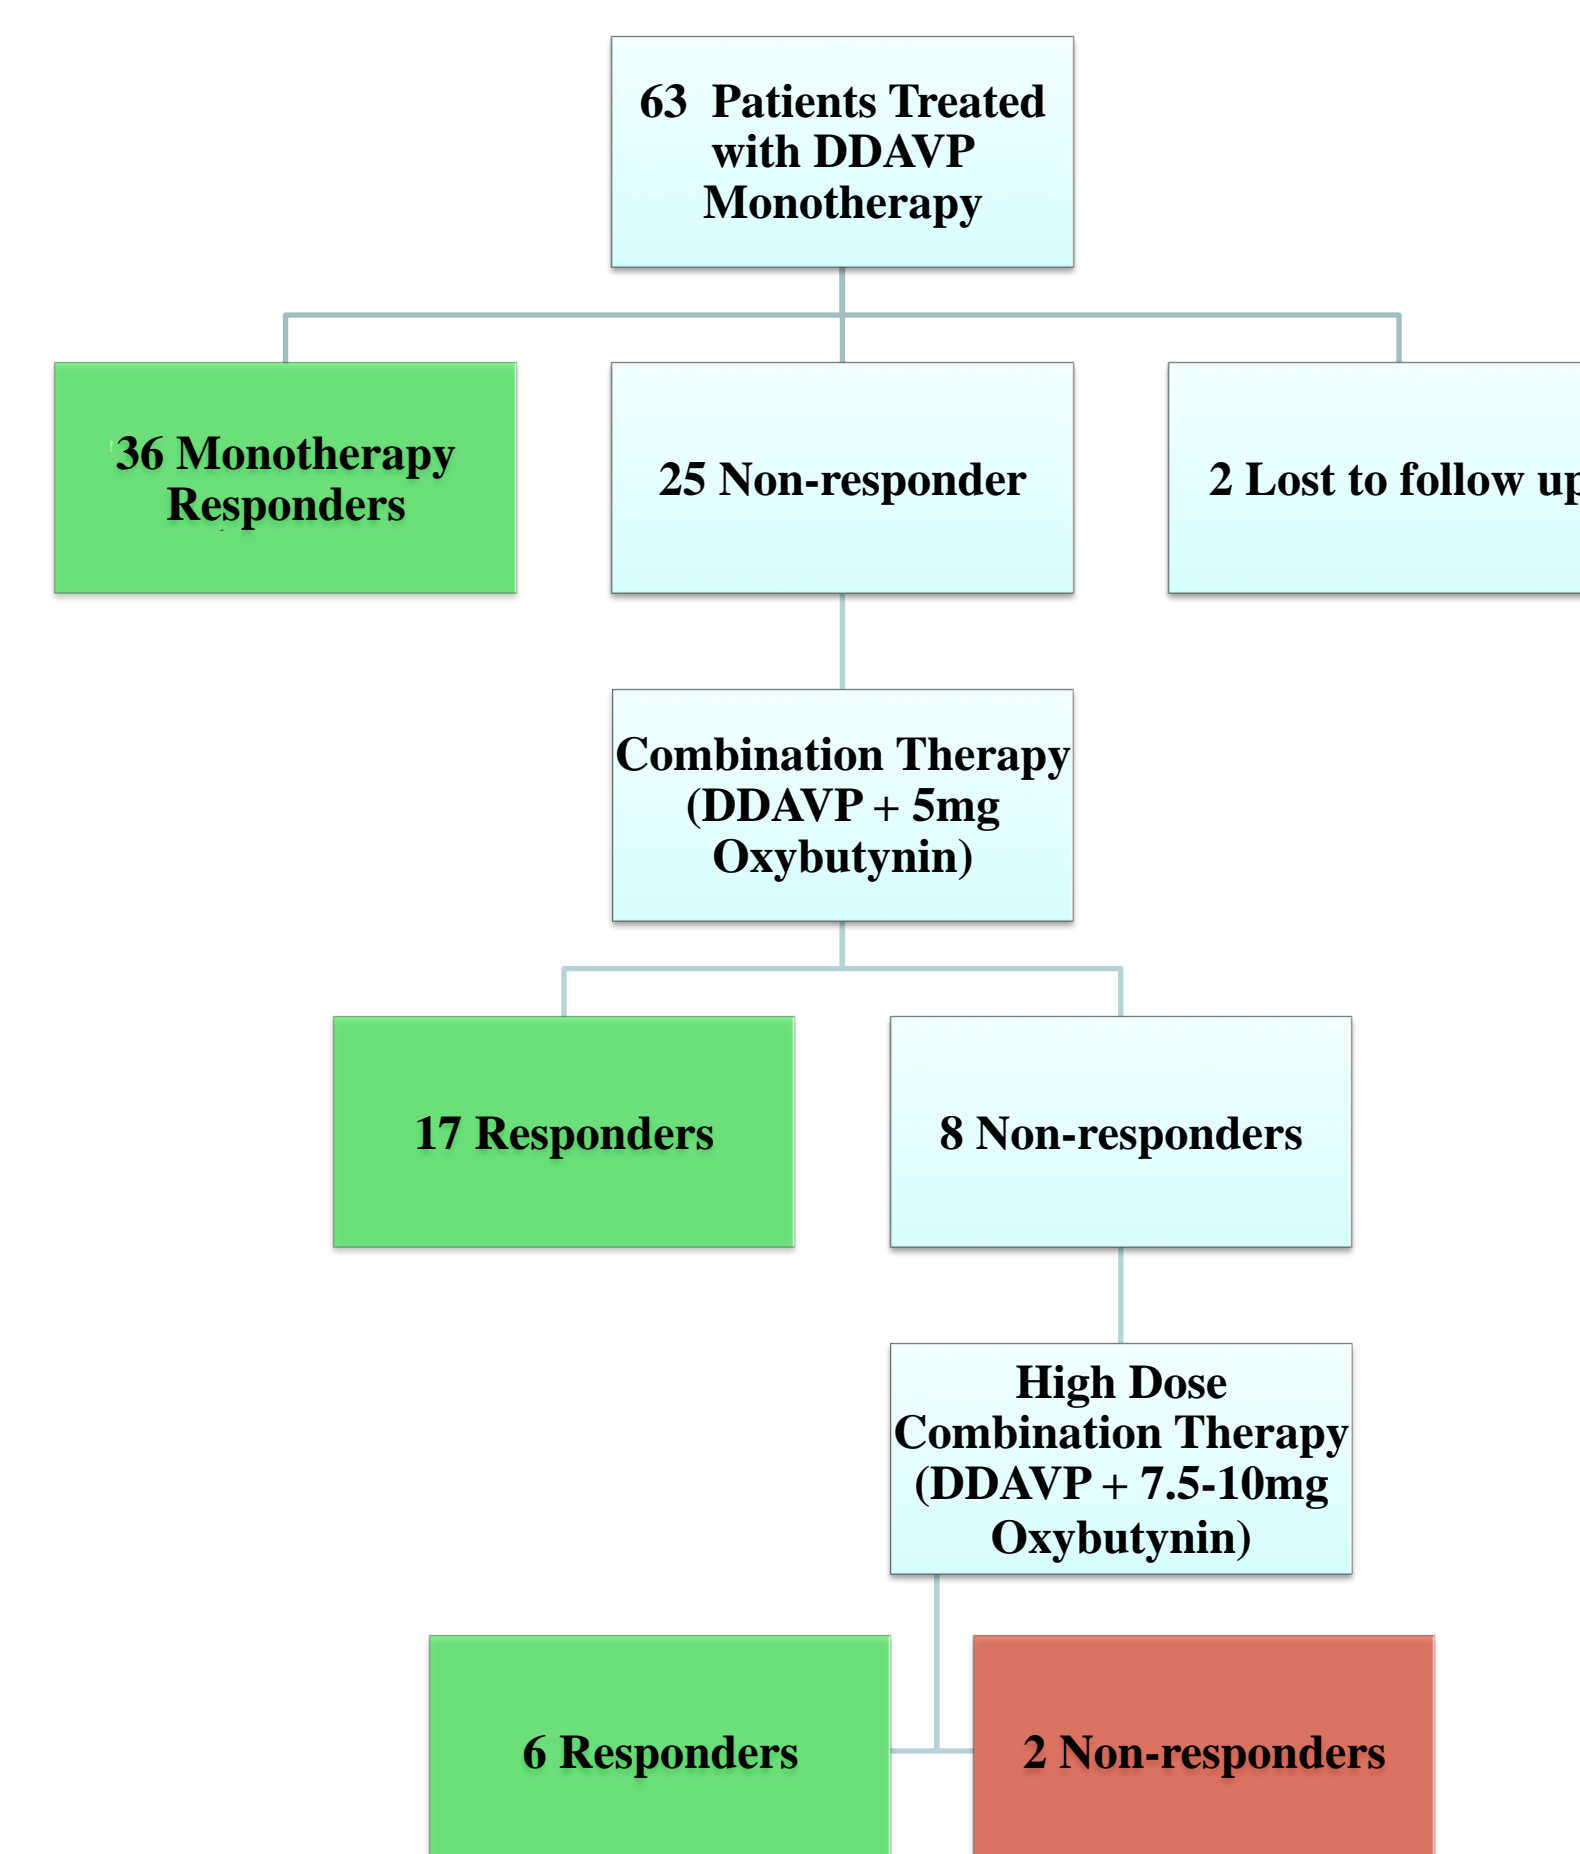 63  Patients Treated
with DDAVP
Monotherapy
36 Monotherapy
Responders
25 Non-responder
2 Lost to follow up
Combination Therapy
(DDAVP + 5mg
Oxybutynin)
17 Responders
8 Non-responders
High Dose
Combination Therapy
(DDAVP + 7.5-10mg
Oxybutynin)
6 Responders
2 Non-responders